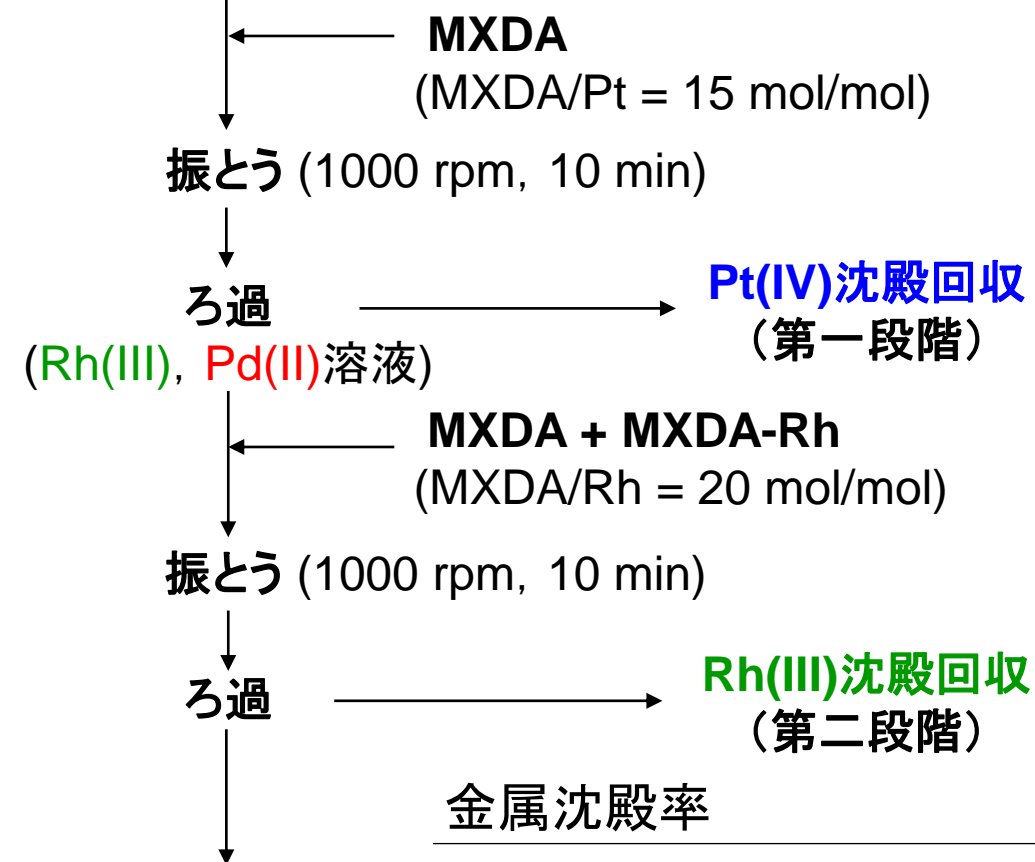 MXDA
(MXDA/Pt = 15 mol/mol)
振とう (1000 rpm, 10 min)
ろ過
Pt(IV)沈殿回収
（第一段階）
(Rh(III), Pd(II)溶液)
MXDA + MXDA-Rh
(MXDA/Rh = 20 mol/mol)
振とう (1000 rpm, 10 min)
ろ過
Rh(III)沈殿回収
（第二段階）
金属沈殿率